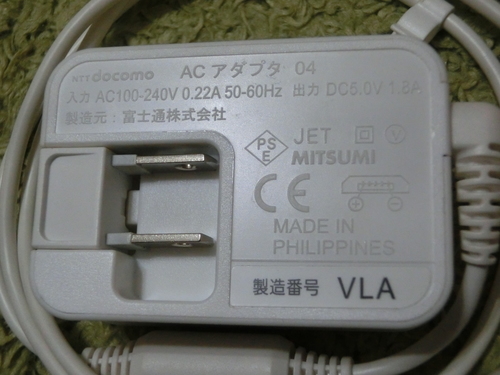 NTT docomo ACアダプタ 04
入力 AC100-240V 0.22A 50-60Hz 出力 DC5.0V 1.8A
製造元：富士通株式会社
PSE JET V
MITSUMI
CE
MADE IN
PHILIPPINES
製造番号 VLA